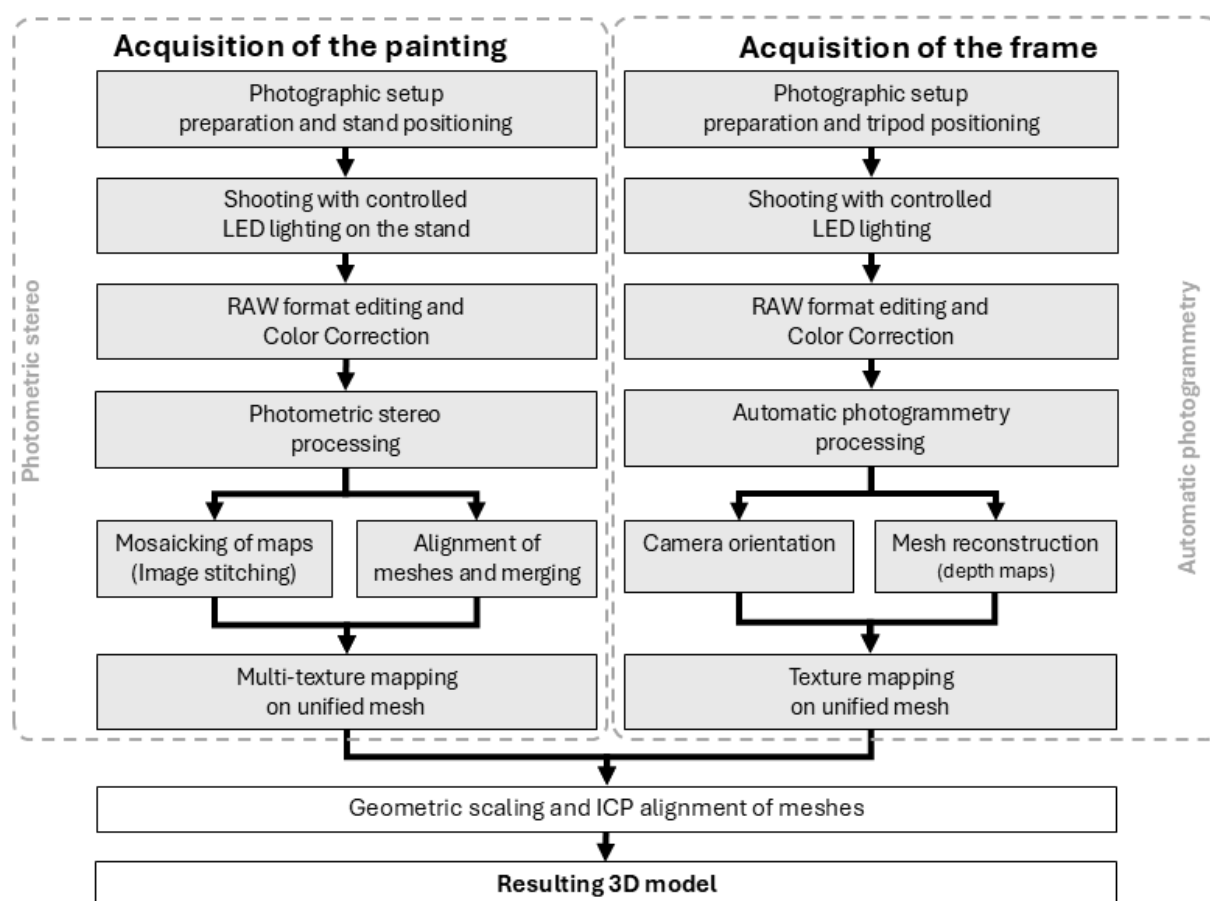 Acquisition of the painting
Photographic setup
preparation and stand positioning
Shooting with controlled
LED lighting on the stand
RAW format editing and
Color Correction
Photometric stereo
processing
Mosaicking of maps
(Image stitching)
Alignment of
meshes and merging
Multi-texture mapping
on unified mesh
Photometric stereo
Acquisition of the frame
Photographic setup
preparation and tripod positioning
Shooting with controlled
LED lighting
RAW format editing and
Color Correction
Automatic photogrammetry
processing
Camera orientation
Mesh reconstruction
(depth maps)
Texture mapping
on unified mesh
Automatic photogrammetry
Geometric scaling and ICP alignment of meshes
Resulting 3D model